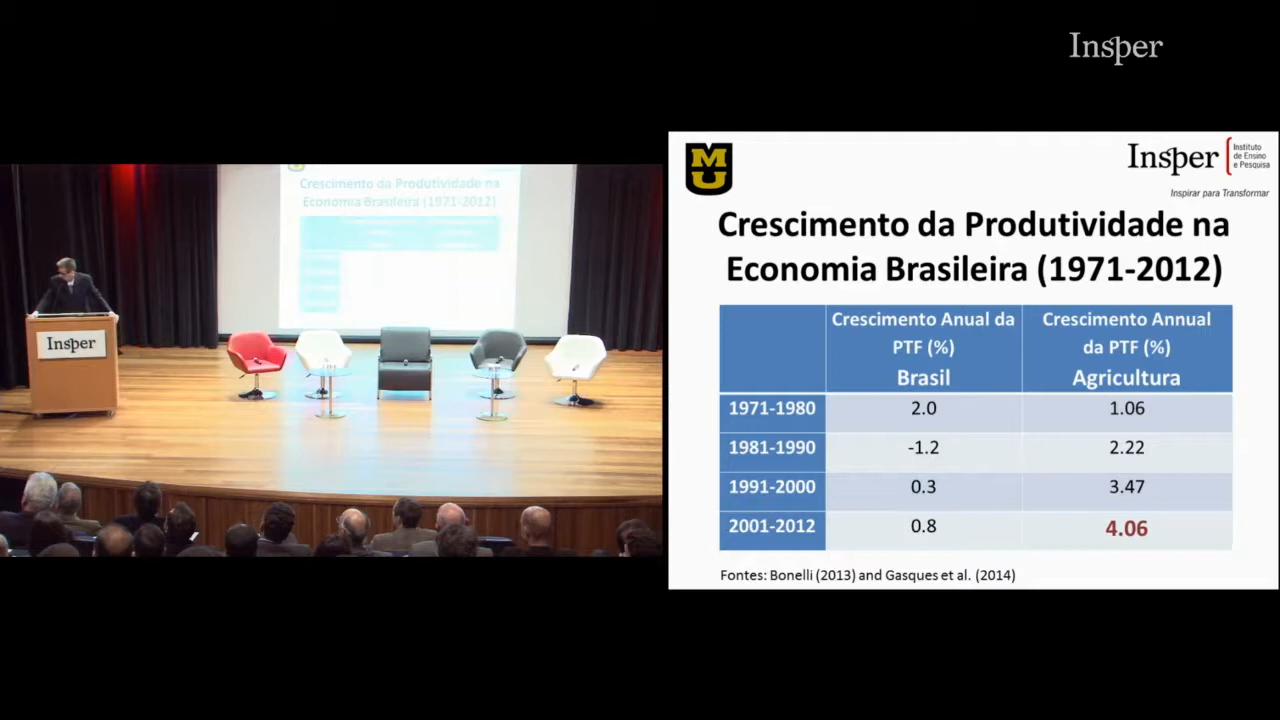 Insper
Crescimento da Produtividade na
Economia Brasileira (1971-2012)
Insper
MU
Insper
Instituto
de Ensino
e Pesquisa
Inspirar para Transformar
Crescimento da Produtividade na
Economia Brasileira (1971-2012)
Crescimento Anual da
PTF (%)
Brasil
Crescimento Annual
da PTF (%)
Agricultura
1971-1980 2.0 1.06
1981-1990 -1.2 2.22
1991-2000 0.3 3.47
2001-2012 0.8 4.06
Fontes: Bonelli (2013) and Gasques et al. (2014)